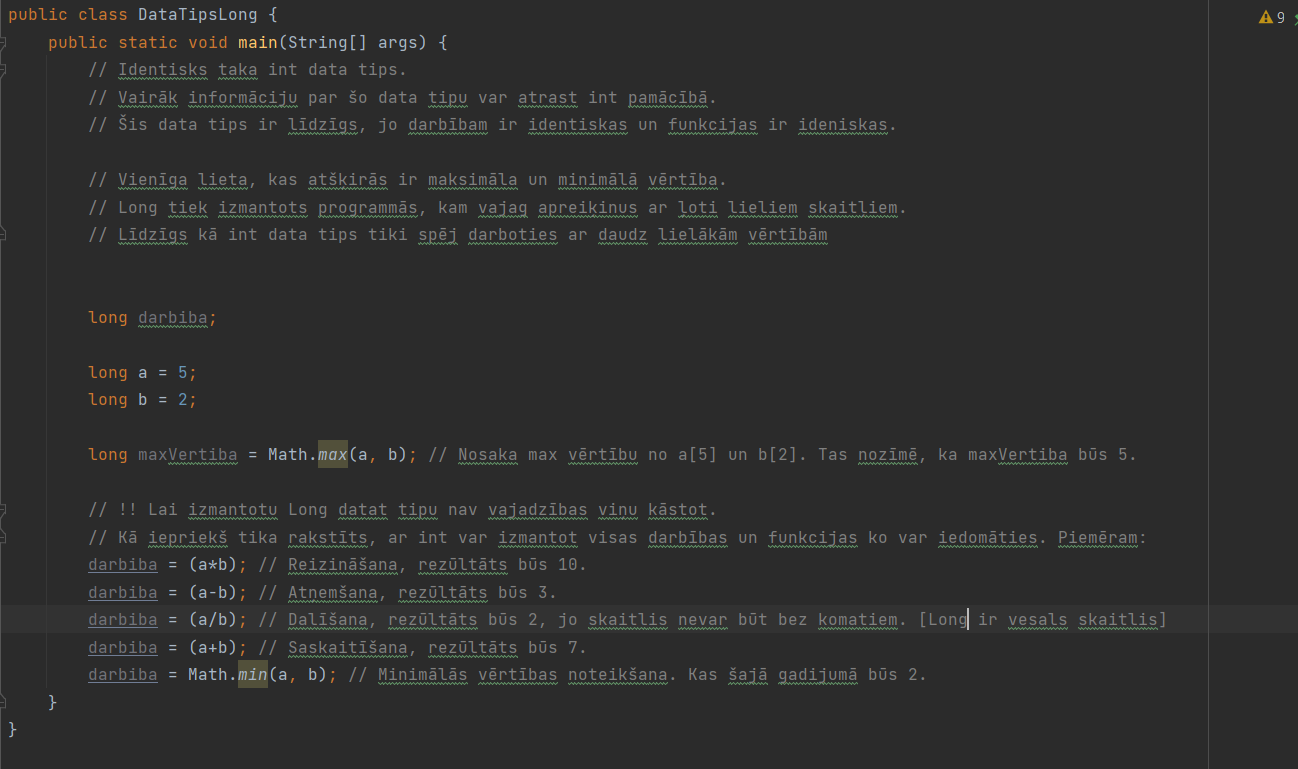 public class DataTipsLong {
public static void main(String[] args) {
// Identisks taka int data tips.
// Vairāk informāciju par šo data tipu var atrast int pamācībā.
// Šis data tips ir līdzīgs, jo darbībam ir identiskas un funkcijas ir ideniskas.
// Vienīga lieta, kas atšķirās ir maksimāla un minimālā vērtība.
// Long tiek izmantots programmās, kam vajag apreiķinus ar ļoti lieliem skaitļiem.
// Līdzīgs kā int data tips tiki spēj darboties ar daudz lielākām vērtībām
long darbiba;
long a = 5;
long b = 2;
long maxVertiba = Math.max(a, b); // Nosaka max vērtību no a[5] un b[2]. Tas nozīmē, ka maxVertiba būs 5.
// !! Lai izmantotu Long datat tipu nav vajadzības viņu kāstot.
// Kā iepriekš tika rakstīts, ar int var izmantot visas darbības un funkcijas ko var iedomāties. Piemēram:
darbiba = (a*b); // Reizināšana, rezūltāts būs 10.
darbiba = (a-b); // Atņemšana, rezūltāts būs 3.
darbiba = (a/b); // Dalīšana, rezūltāts būs 2, jo skaitlis nevar būt bez komatiem. [Long ir vesals skaitlis]
darbiba = (a+b); // Saskaitīšana, rezūltāts būs 7.
darbiba = Math.min(a, b); // Minimālās vērtības noteikšana. Kas šajā gadijumā būs 2.
}
}
9